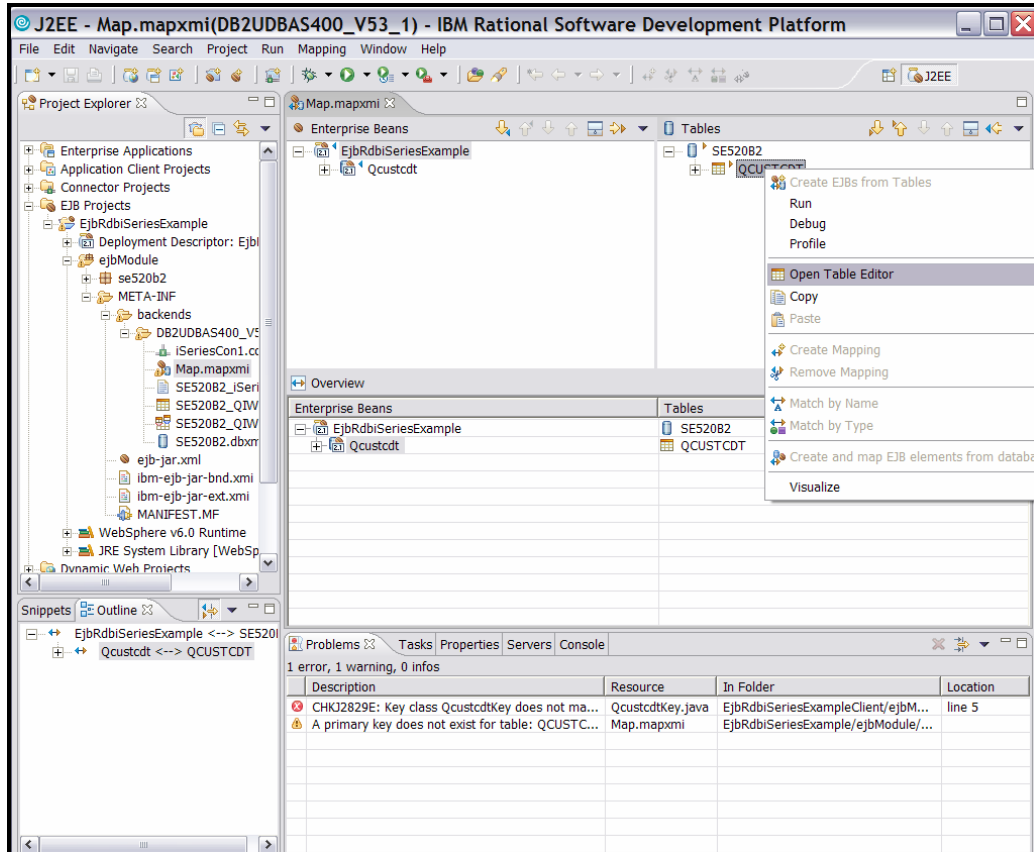 J2EE - Map.mapxmi(DB2UDBAS400_V53_1) - IBM Rational Software Development Platform
File Edit Navigate Search Project Run Mapping Window Help
J2EE
Project Explorer
Enterprise Applications
Application Client Projects
Connector Projects
EJB Projects
EjbRdbiSeriesExample
Deployment Descriptor: Ejbl
ejbModule
se520b2
META-INF
backends
DB2UDBAS400_V5
iSeriesCon1.cc
Map.mapxmi
SE520B2_iSeri
SE520B2_QIW
SE520B2_QIW
SE520B2.dbxm
ejb-jar.xml
ibm-ejb-jar-bnd.xmi
ibm-ejb-jar-ext.xmi
MANIFEST.MF
WebSphere v6.0 Runtime
JRE System Library [WebSp
Dynamic Web Projects
Snippets Outline
EjbRdbiSeriesExample <--> SE520I
Qcustcdt <--> QCUSTCDT
Map.mapxmi
Enterprise Beans
EjbRdbiSeriesExample
Qcustcdt
Tables
SE520B2
QCUSTCDT
Create EJBs from Tables
Run
Debug
Profile
Open Table Editor
Copy
Paste
Create Mapping
Remove Mapping
Match by Name
Match by Type
Create and map EJB elements from databa
Visualize
Overview
Enterprise Beans Tables
EjbRdbiSeriesExample SE520B2
Qcustcdt QCUSTCDT
Problems Tasks Properties Servers Console
1 error, 1 warning, 0 infos
Description Resource In Folder Location
CHKJ2829E: Key class QcustcdtKey does not ma... QcustcdtKey.java EjbRdbiSeriesExampleClient/ejbM... line 5
A primary key does not exist for table: QCUSTC... Map.mapxmi EjbRdbiSeriesExample/ejbModule/...